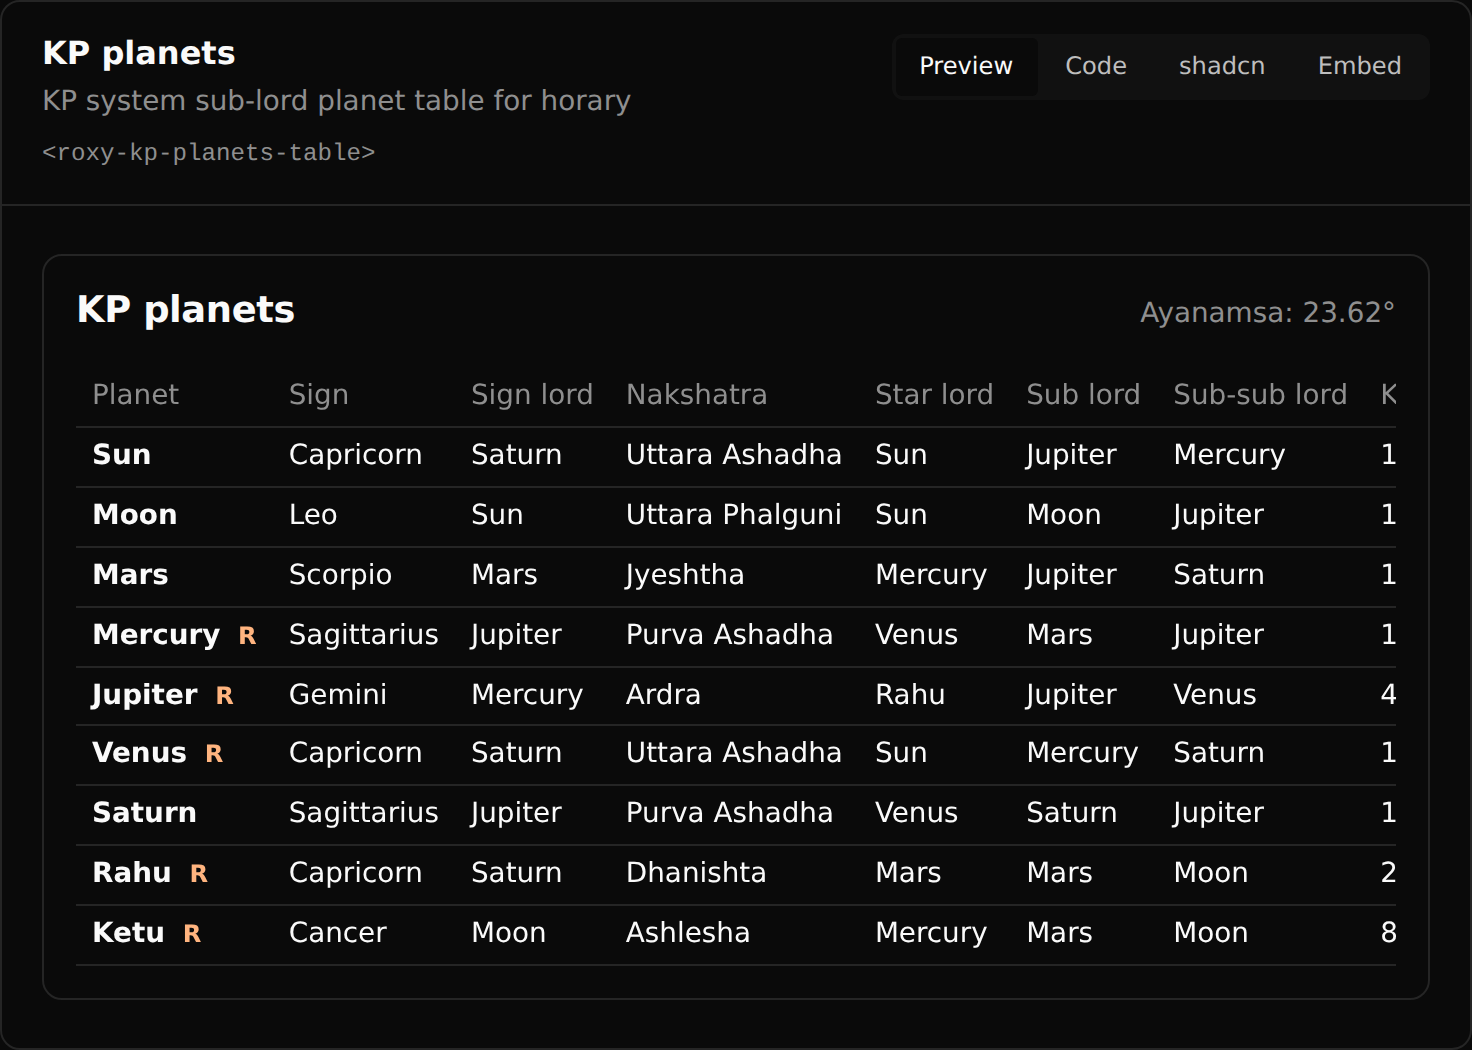 KP planets
Preview Code shadcn Embed
KP system sub-lord planet table for horary
<roxy-kp-planets-table>
KP planets
Ayanamsa: 23.62°
Planet Sign Sign lord Nakshatra Star lord Sub lord Sub-sub lord K
Sun Capricorn Saturn Uttara Ashadha Sun Jupiter Mercury 1
Moon Leo Sun Uttara Phalguni Sun Moon Jupiter 1
Mars Scorpio Mars Jyeshtha Mercury Jupiter Saturn 1
Mercury R Sagittarius Jupiter Purva Ashadha Venus Mars Jupiter 1
Jupiter R Gemini Mercury Ardra Rahu Jupiter Venus 4
Venus R Capricorn Saturn Uttara Ashadha Sun Mercury Saturn 1
Saturn Sagittarius Jupiter Purva Ashadha Venus Saturn Jupiter 1
Rahu R Capricorn Saturn Dhanishta Mars Mars Moon 2
Ketu R Cancer Moon Ashlesha Mercury Mars Moon 8